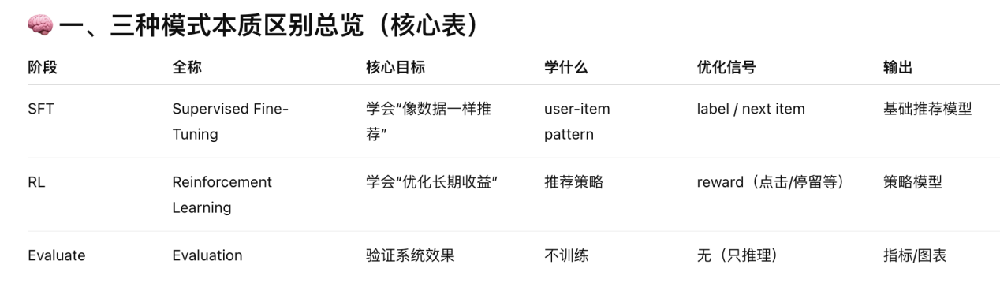 🧠 一、三种模式本质区别总览（核心表）
阶段 全称 核心目标 学什么 优化信号 输出
SFT Supervised Fine- 学会“像数据一样推 user-item label / next item 基础推荐模型
Tuning 荐” pattern
RL Reinforcement 学会“优化长期收益” 推荐策略 reward（点击/停留等） 策略模型
Learning
Evaluate Evaluation 验证系统效果 不训练 无（只推理） 指标/图表